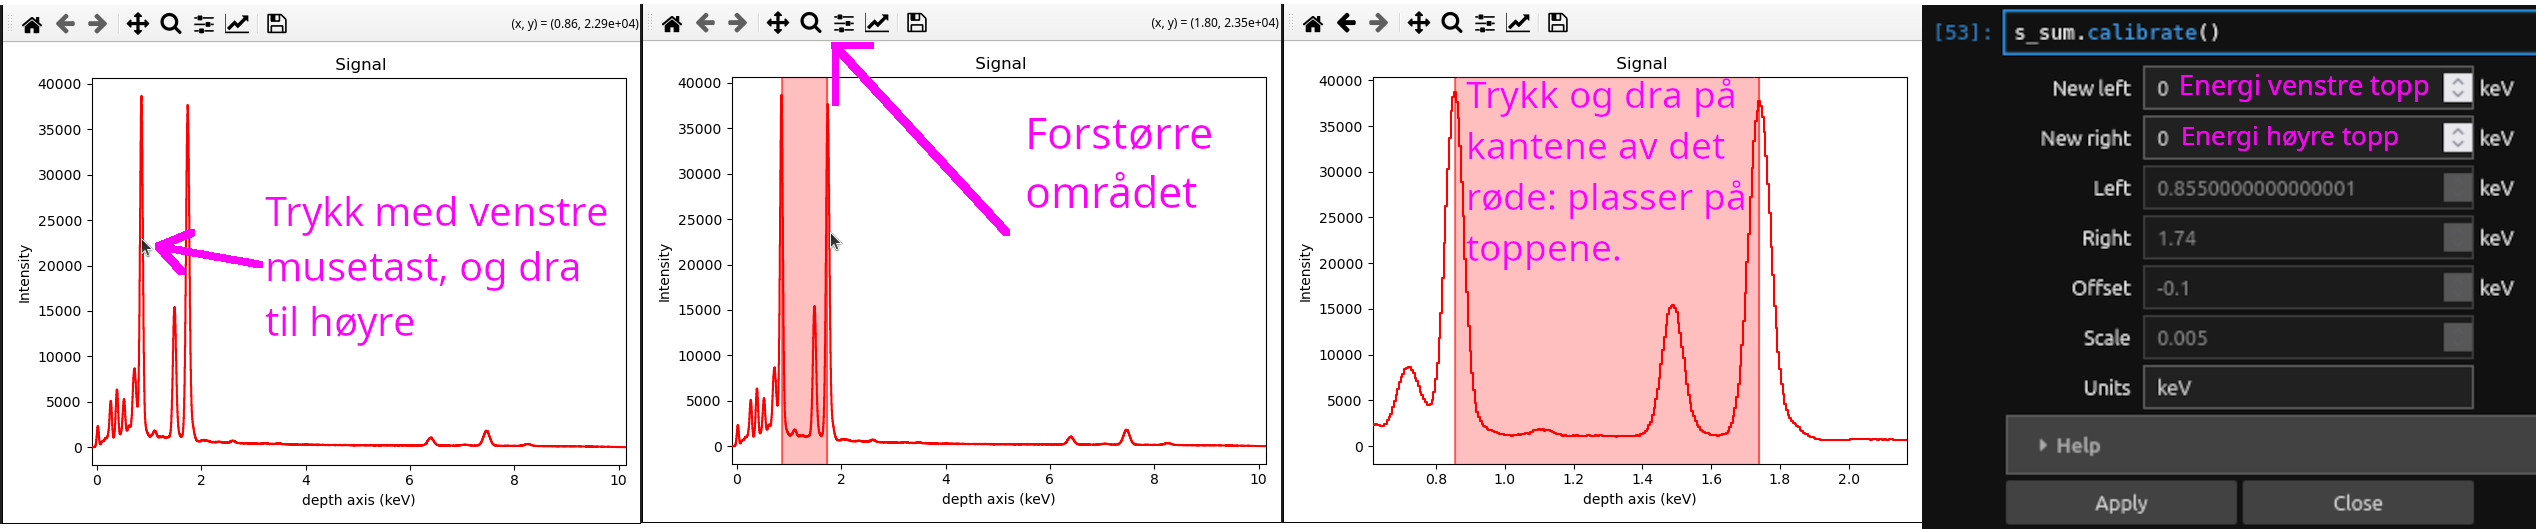 (x, y) = (0.86, 2.29e+04)
Signal
40000
35000
30000
25000
20000
15000
10000
5000
0
Intensity
0 2 4 6 8 10
depth axis (keV)
Trykk med venstre
musetast, og dra
til høyre
(x, y) = (1.80, 2.35e+04)
Signal
40000
35000
30000
25000
20000
15000
10000
5000
0
Intensity
0 2 4 6 8 10
depth axis (keV)
Forstørre
området
Signal
40000
35000
30000
25000
20000
15000
10000
5000
0
Intensity
0.8 1.0 1.2 1.4 1.6 1.8 2.0
depth axis (keV)
Trykk og dra på
kantene av det
røde: plasser på
toppene.
[53]: s_sum.calibrate()
New left 0 Energi venstre topp keV
New right 0 Energi høyre topp keV
Left 0.8550000000000001 keV
Right 1.74 keV
Offset -0.1 keV
Scale 0.005
Units keV
Help
Apply Close